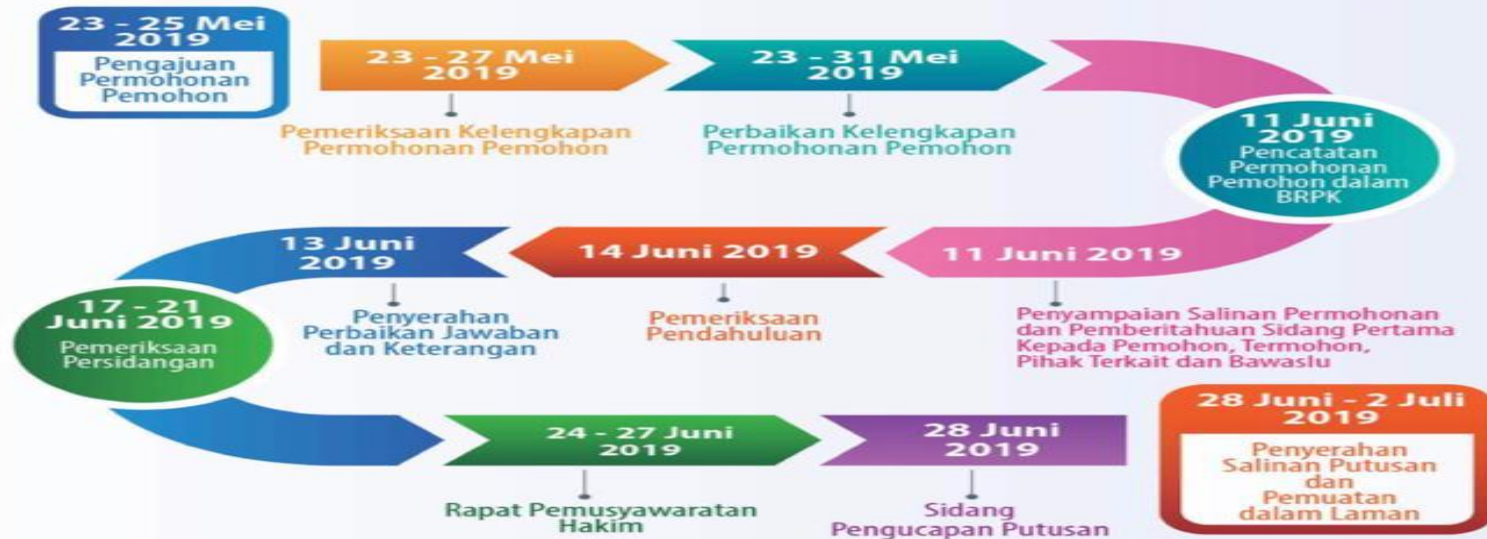 23 - 25 Mei
2019
Pengajuan
Permohonan
Pemohon
23 - 27 Mei
2019
Pemeriksaan Kelengkapan
Permohonan Pemohon
23 - 31 Mei
2019
Perbaikan Kelengkapan
Permohonan Pemohon
11 Juni
2019
Pencatatan
Permohonan
Pemohon dalam
BRPK
11 Juni 2019
Penyampaian Salinan Permohonan
dan Pemberitahuan Sidang Pertama
Kepada Pemohon, Termohon,
Pihak Terkait dan Bawaslu
14 Juni 2019
Pemeriksaan
Pendahuluan
13 Juni
2019
Penyerahan
Perbaikan Jawaban
dan Keterangan
17 - 21
Juni 2019
Pemeriksaan
Persidangan
24 - 27 Juni
2019
Rapat Pemusyawaratan
Hakim
28 Juni
2019
Sidang
Pengucapan Putusan
28 Juni - 2 Juli
2019
Penyerahan
Salinan Putusan
dan
Pemuatan
dalam Laman